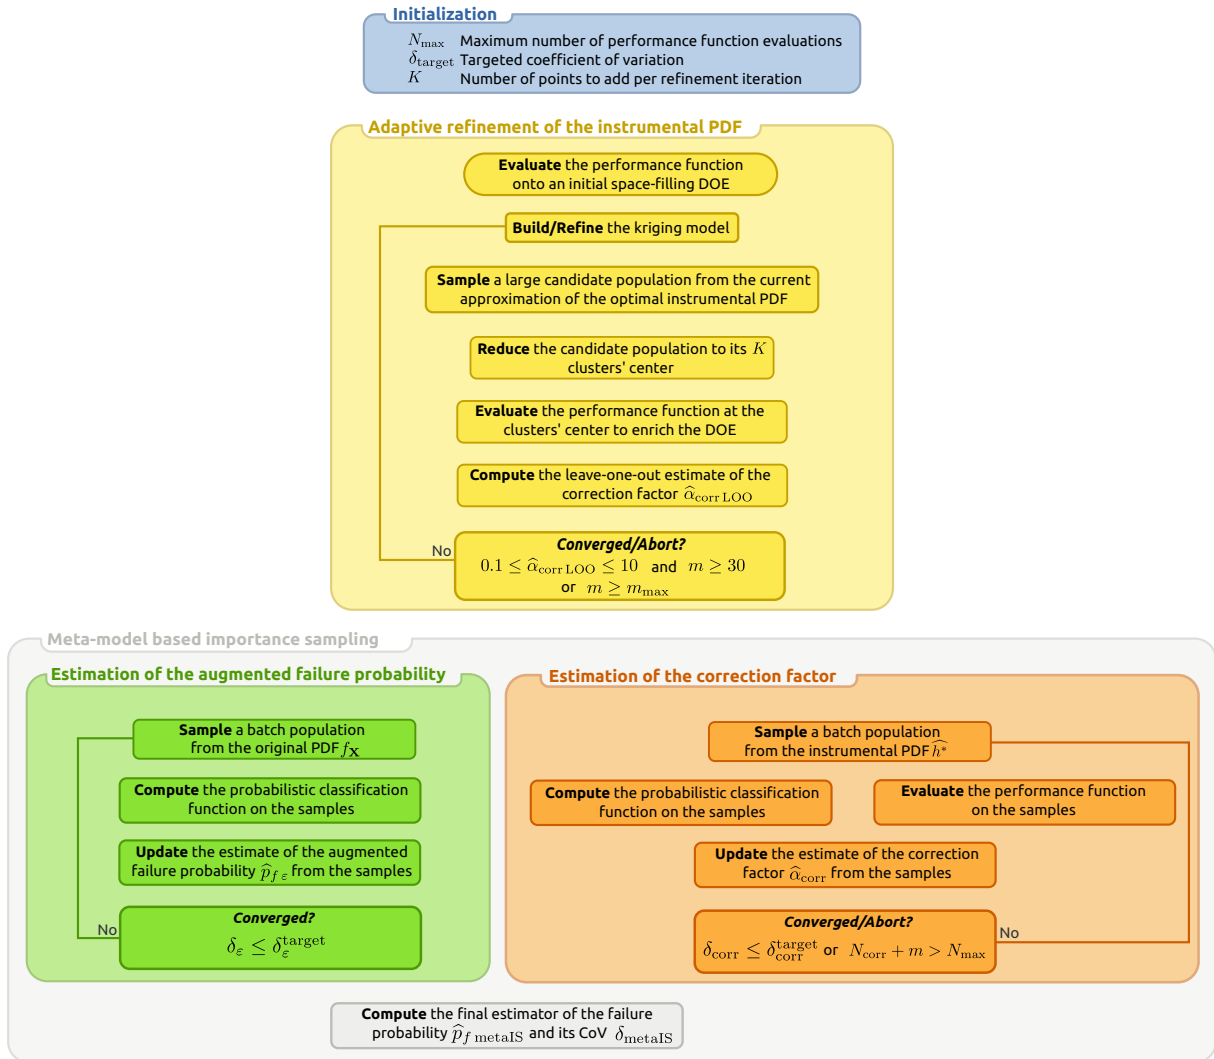 Initialization
N_max Maximum number of performance function evaluations
δ_target Targeted coefficient of variation
K Number of points to add per refinement iteration
Adaptive refinement of the instrumental PDF
Evaluate the performance function
onto an initial space-filling DOE
Build/Refine the kriging model
Sample a large candidate population from the current
approximation of the optimal instrumental PDF
Reduce the candidate population to its K
clusters' center
Evaluate the performance function at the
clusters' center to enrich the DOE
Compute the leave-one-out estimate of the
correction factor α̂_corr LOO
No
Converged/Abort?
0.1 ≤ α̂_corr LOO ≤ 10 and m ≥ 30
or m ≥ m_max
Meta-model based importance sampling
Estimation of the augmented failure probability
Sample a batch population
from the original PDF f_X
Compute the probabilistic classification
function on the samples
Update the estimate of the augmented
failure probability p̂_f ε from the samples
No
Converged?
δ_ε ≤ δ_ε^target
Estimation of the correction factor
Sample a batch population
from the instrumental PDF ĥ*
Compute the probabilistic classification
function on the samples
Evaluate the performance function
on the samples
Update the estimate of the correction
factor α̂_corr from the samples
Converged/Abort?
No
δ_corr ≤ δ_corr^target or N_corr + m > N_max
Compute the final estimator of the failure
probability p̂_f metaIS and its CoV δ_metaIS